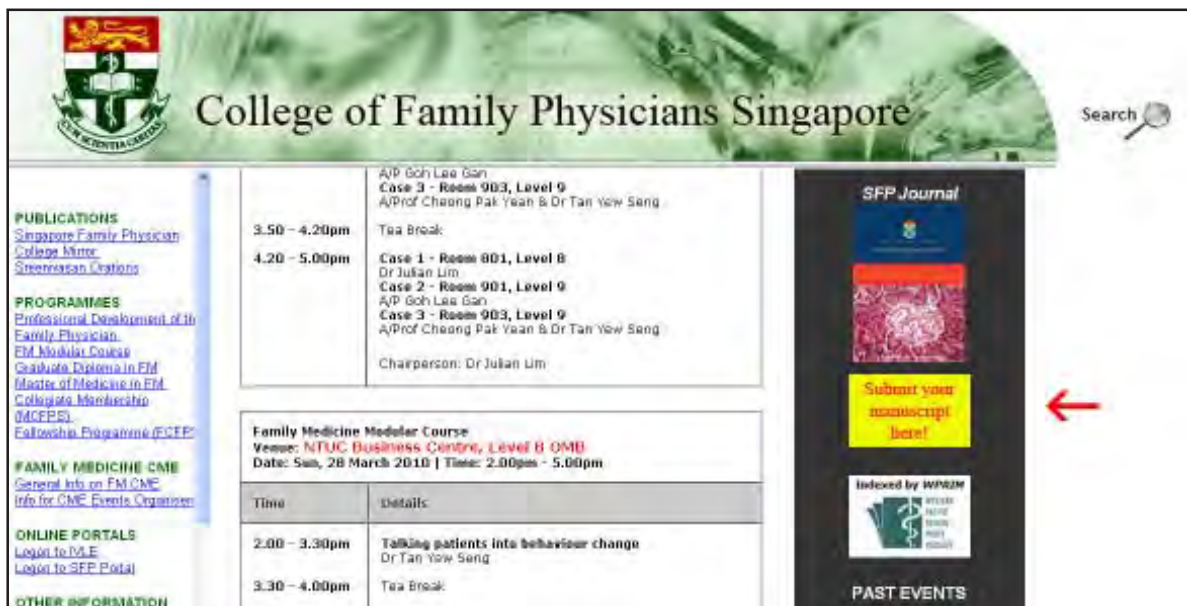 College of Family Physicians Singapore
Search
CUM SCIENTIA CARITAS
PUBLICATIONS
Singapore Family Physician
College Mirror
Sreenivasan Orations
PROGRAMMES
Professional Development of th
Family Physician
FM Modular Course
Graduate Diploma in FM
Master of Medicine in FM
Collegiate Membership
(MCFPS)
Fellowship Programme (FCFPS
FAMILY MEDICINE CME
General Info on FM CME
Info for CME Events Organisers
ONLINE PORTALS
Logon to IVLE
Logon to SFP Portal
OTHER INFORMATION
A/P Goh Lee Gan
Case 3 - Room 903, Level 9
A/Prof Cheong Pak Yean & Dr Tan Yew Seng
3.50 - 4.20pm Tea Break
4.20 - 5.00pm Case 1 - Room 801, Level 8
Dr Julian Lim
Case 2 - Room 901, Level 9
A/P Goh Lee Gan
Case 3 - Room 903, Level 9
A/Prof Cheong Pak Yean & Dr Tan Yew Seng
Chairperson: Dr Julian Lim
Family Medicine Modular Course
Venue: NTUC Business Centre, Level 8 OMB
Date: Sun, 28 March 2010 | Time: 2.00pm - 5.00pm
Time Details
2.00 - 3.30pm Talking patients into behaviour change
Dr Tan Yew Seng
3.30 - 4.00pm Tea Break
SFP Journal
Submit your
manuscript
here!
Indexed by WPRIM
PAST EVENTS